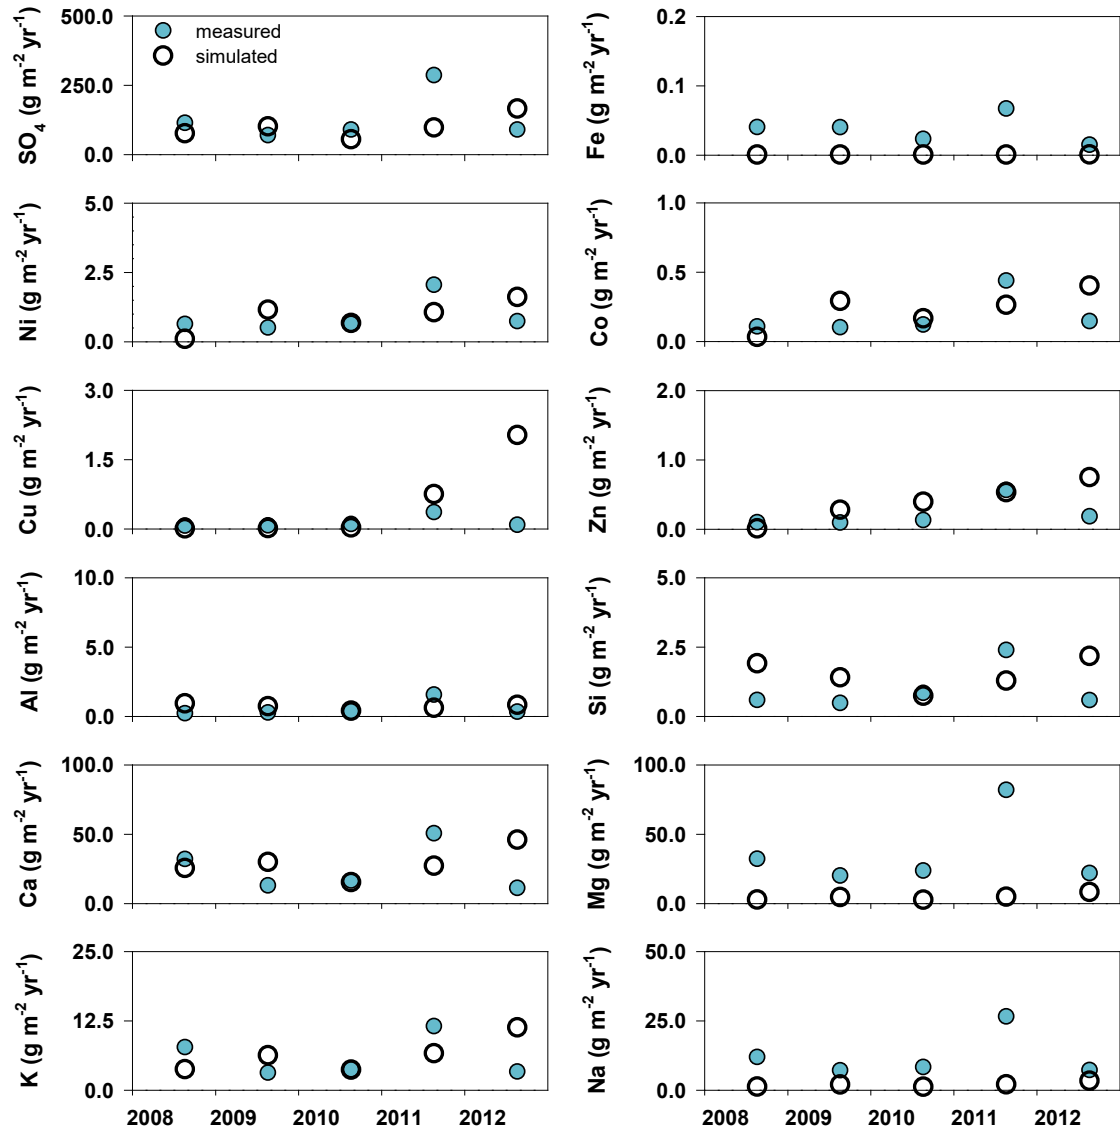 measured
simulated
SO4 (g m-2 yr-1)
500.0
250.0
0.0
Fe (g m-2 yr-1)
0.2
0.1
0.0
Ni (g m-2 yr-1)
5.0
2.5
0.0
Co (g m-2 yr-1)
1.0
0.5
0.0
Cu (g m-2 yr-1)
3.0
1.5
0.0
Zn (g m-2 yr-1)
2.0
1.0
0.0
Al (g m-2 yr-1)
10.0
5.0
0.0
Si (g m-2 yr-1)
5.0
2.5
0.0
Ca (g m-2 yr-1)
100.0
50.0
0.0
Mg (g m-2 yr-1)
100.0
50.0
0.0
K (g m-2 yr-1)
25.0
12.5
0.0
Na (g m-2 yr-1)
50.0
25.0
0.0
2008 2009 2010 2011 2012
2008 2009 2010 2011 2012